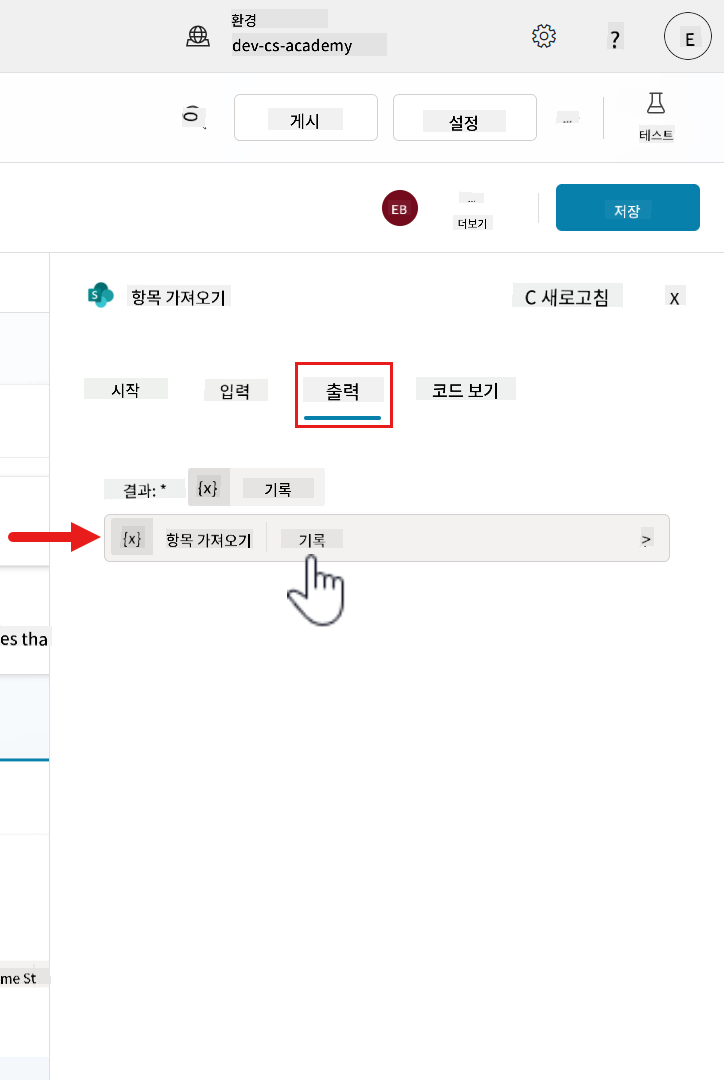 환경
dev-cs-academy
?
E
게시
설정
...
테스트
EB
...
더보기
저장
S
항목 가져오기
C 새로고침
X
시작
입력
출력
코드 보기
결과: *
{x}
기록
{x}
항목 가져오기
기록
>
es tha
me St